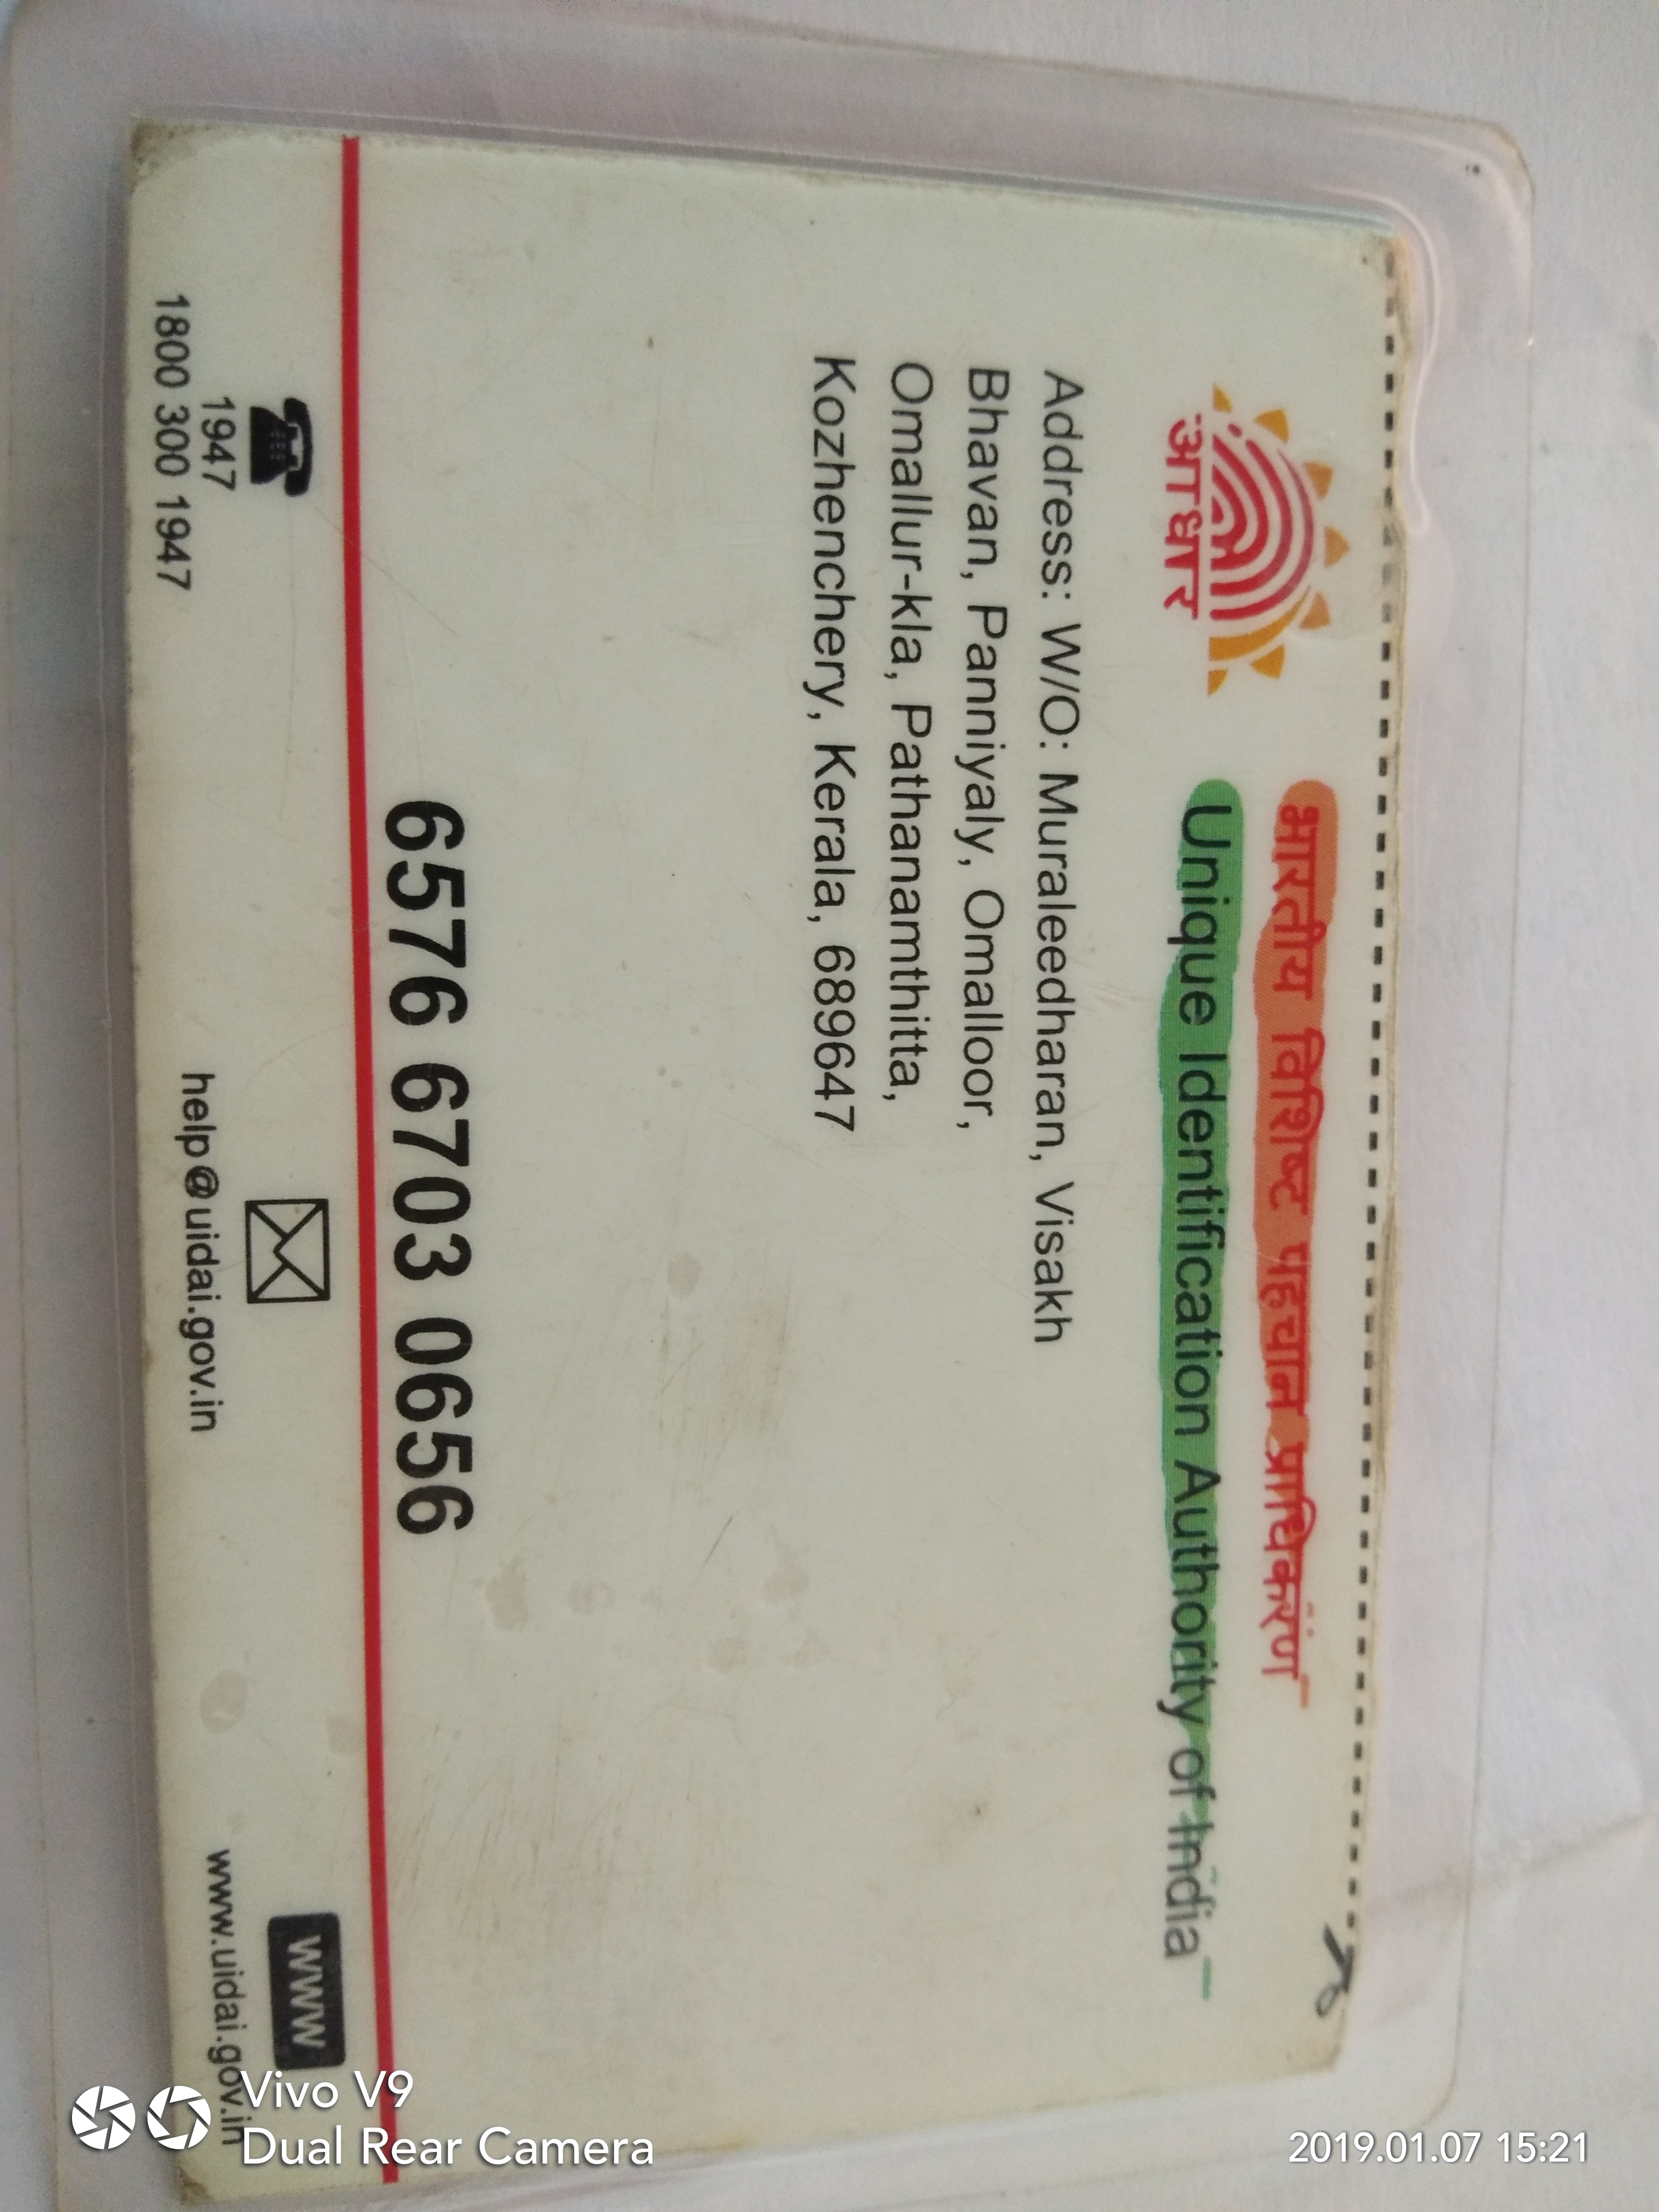 भारतीय विशिष्ट पहचान प्राधिकरण
Unique Identification Authority of India
आधार
Address: W/O: Muraleedharan, Visakh
Bhavan, Panniyaly, Omalloor,
Omallur-kla, Pathanamthitta,
Kozhenchery, Kerala, 689647
6576 6703 0656
1947
1800 300 1947
help@uidai.gov.in
www
www.uidai.gov.in
Vivo V9
Dual Rear Camera
2019.01.07 15:21